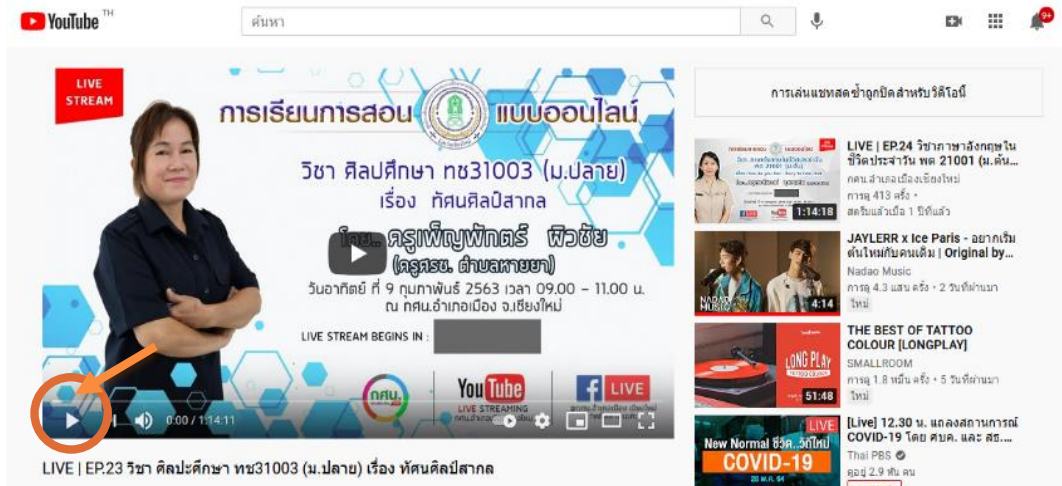 YouTube TH
ค้นหา
9+
LIVE
STREAM
การเรียนการสอน แบบออนไลน์
วิชา ศิลปศึกษา ทช31003 (ม.ปลาย)
เรื่อง ทัศนศิลป์สากล
โดย.. ครูเพ็ญพักตร์ ผิวชัย
(ครูศรช. ตำบลหายยา)
วันอาทิตย์ ที่ 9 กุมภาพันธ์ 2563 เวลา 09.00 – 11.00 น.
ณ กศน.อำเภอเมือง จ.เชียงใหม่
LIVE STREAM BEGINS IN :
กศน.
YouTube
LIVE STREAMING
f LIVE
0:00 / 1:14:11
LIVE | EP.23 วิชา ศิลปะศึกษา ทช31003 (ม.ปลาย) เรื่อง ทัศนศิลป์สากล
การเล่นแชทสดซ้ำถูกปิดสำหรับวิดีโอนี้
1:14:18
LIVE | EP.24 วิชาภาษาอังกฤษใน
ชีวิตประจำวัน พต 21001 (ม.ต้น...
กศน อำเภอเมืองเชียงใหม่
การดู 413 ครั้ง •
สตรีมแล้วเมื่อ 1 ปีที่แล้ว
NADAO
MUSIC
4:14
JAYLERR x Ice Paris - อยากเริ่ม
ต้นใหม่กับคนเดิม | Original by...
Nadao Music
การดู 4.3 แสน ครั้ง • 2 วันที่ผ่านมา
ใหม่
LONG PLAY
51:48
THE BEST OF TATTOO
COLOUR [LONGPLAY]
SMALLROOM
การดู 1.8 หมื่น ครั้ง • 5 วันที่ผ่านมา
ใหม่
LIVE
New Normal ชีวิต..วิถีใหม่
COVID-19
20 พ.ค. 64
[Live] 12.30 น. แถลงสถานการณ์
COVID-19 โดย ศบค. และ สธ....
Thai PBS
ดูอยู่ 2.9 พัน คน